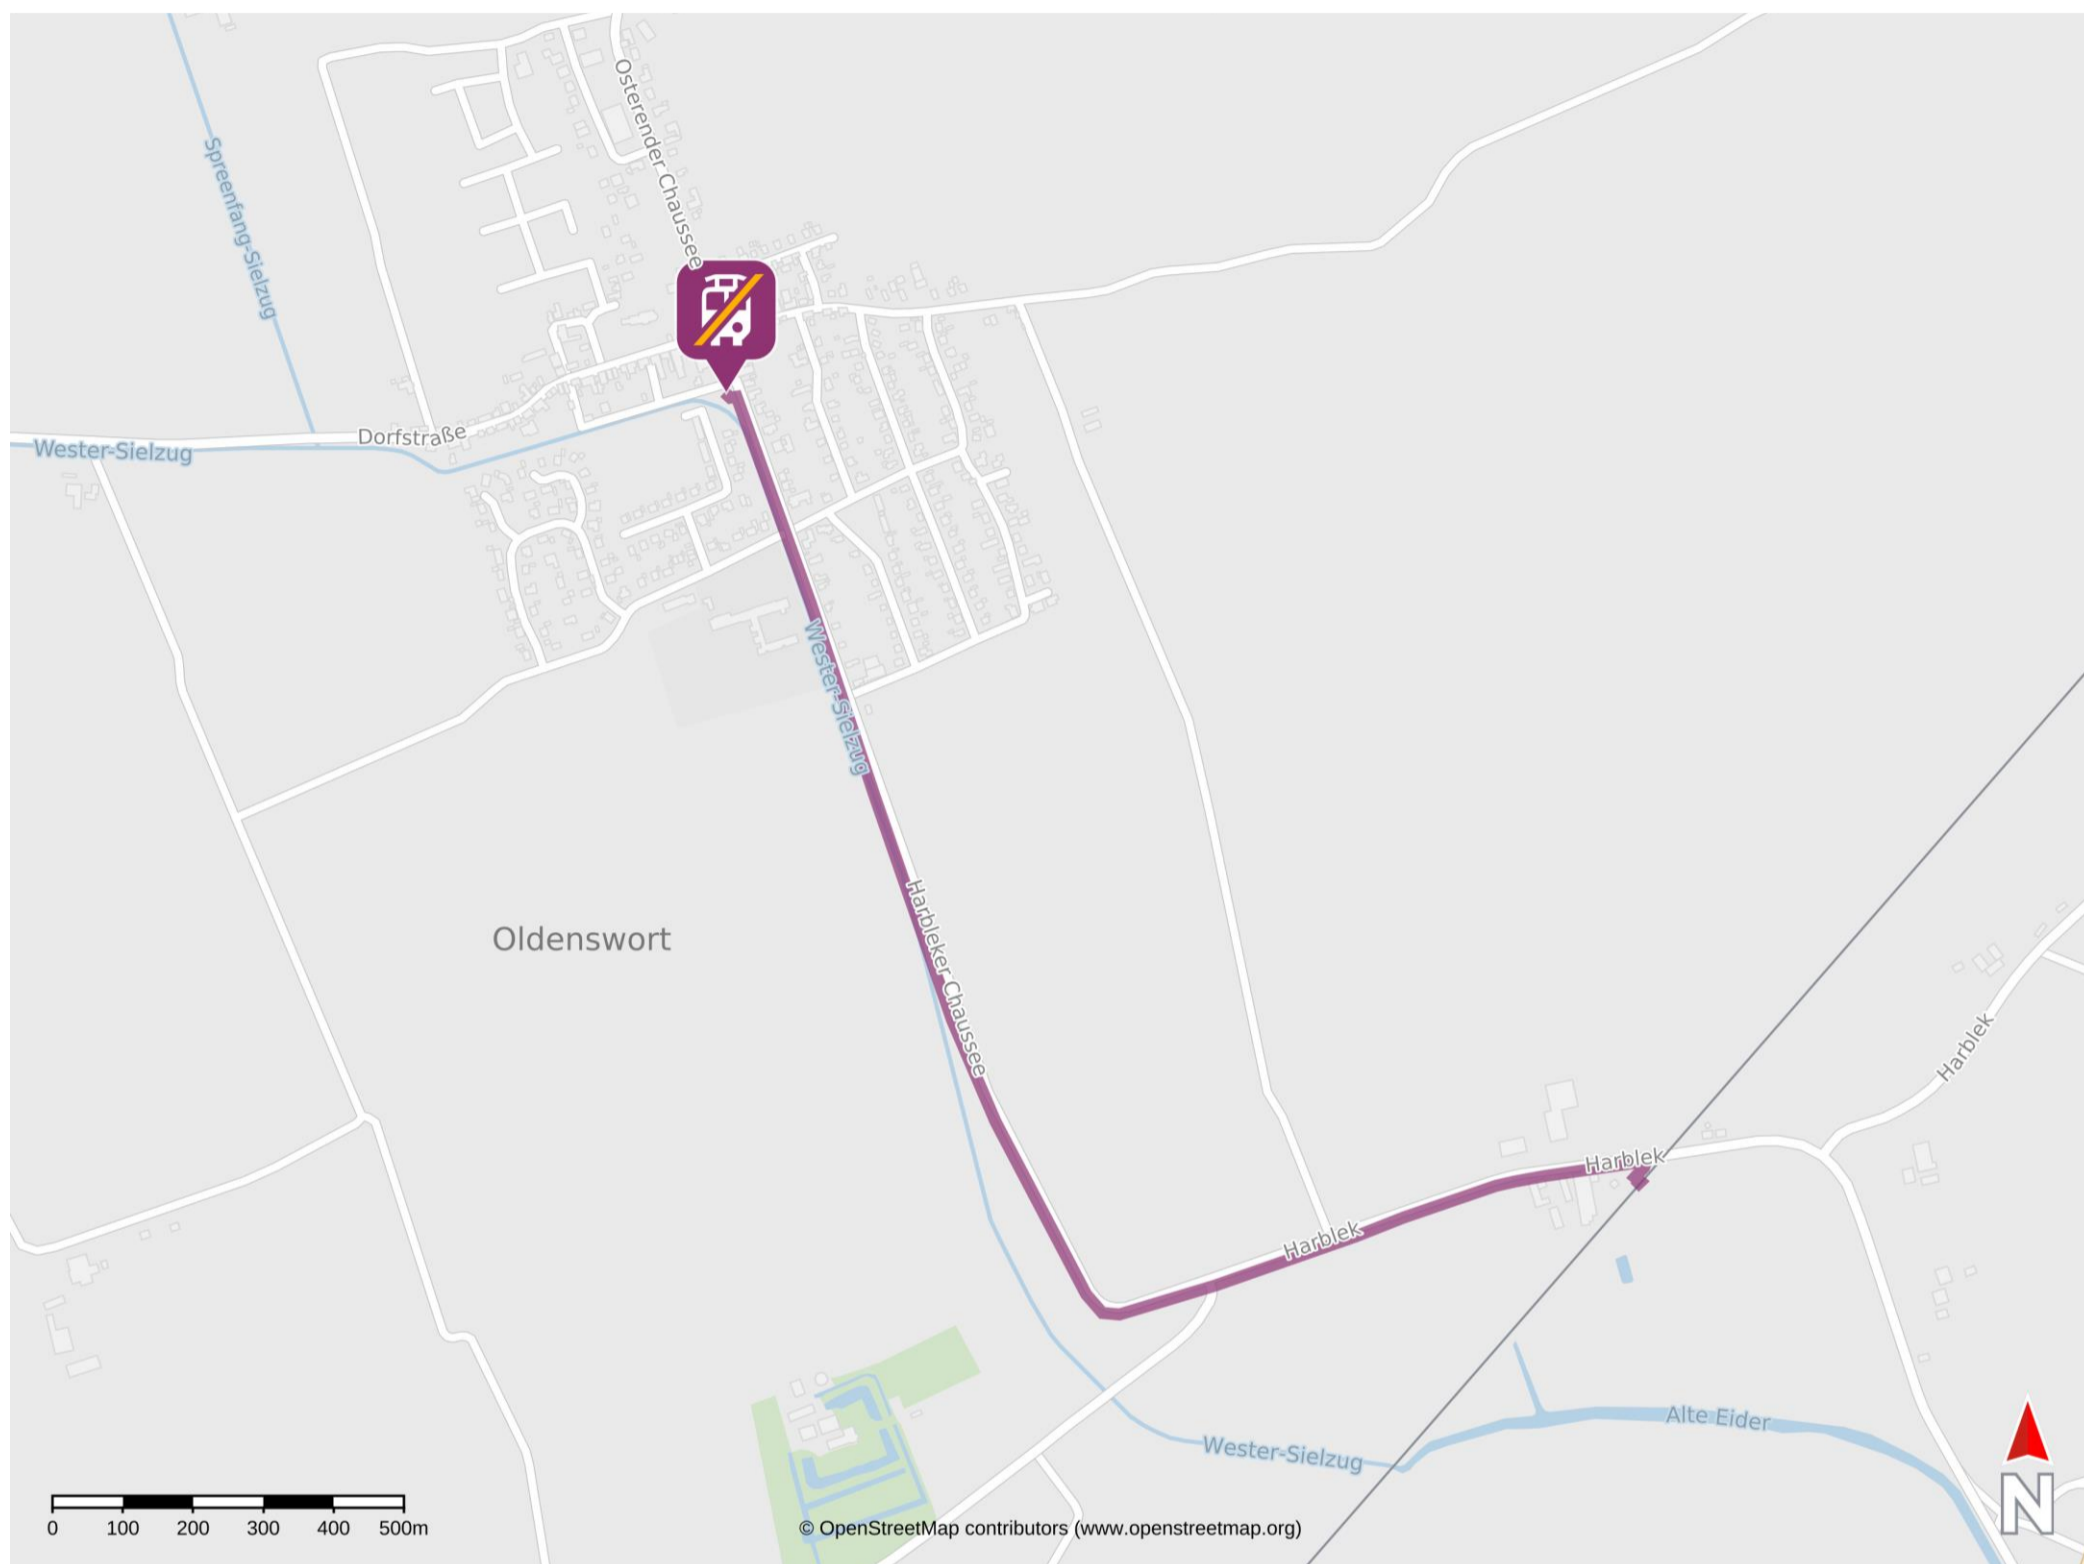 Osterender Chaussee
Spreenfang-Sielzug
Dorfstraße
Wester-Sielzug
Wester-Sielzug
Harbleker Chaussee
Oldenswort
Harblek
Harblek
Harblek
Alte Eider
Wester-Sielzug
0 100 200 300 400 500m
© OpenStreetMap contributors (www.openstreetmap.org)
N